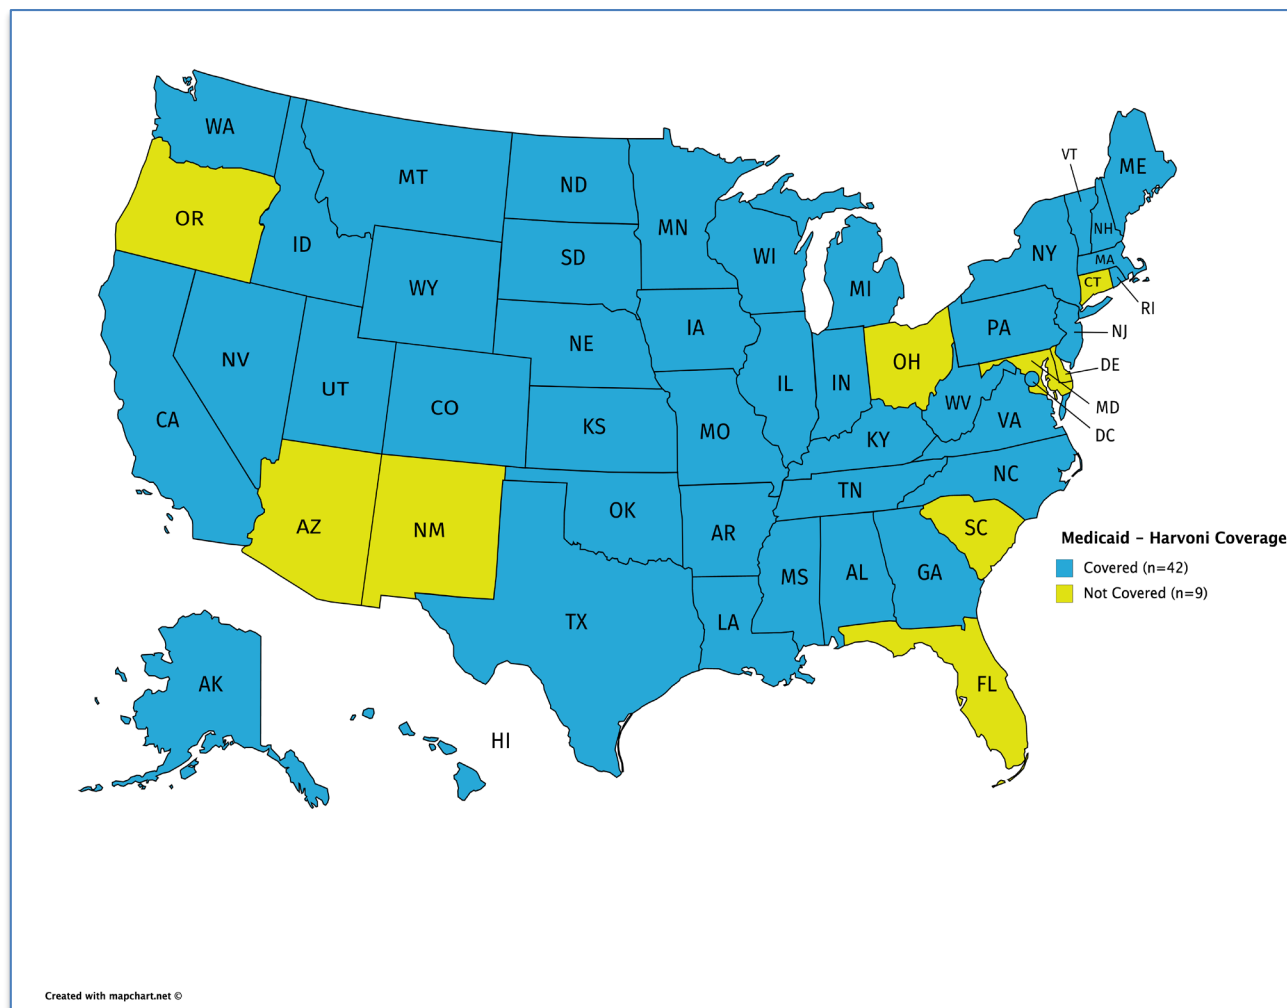 WA
VT
ME
MT
ND
OR
MN
NH
ID
SD
WI
NY
MA
WY
MI
CT
RI
IA
PA
NJ
NE
NV
OH
DE
UT
IL
IN
CO
WV
MD
CA
KS
MO
VA
DC
KY
NC
TN
OK
AZ
NM
AR
SC
Medicaid – Harvoni Coverage
MS
AL
GA
Covered (n=42)
Not Covered (n=9)
TX
LA
AK
FL
HI
Created with mapchart.net ©